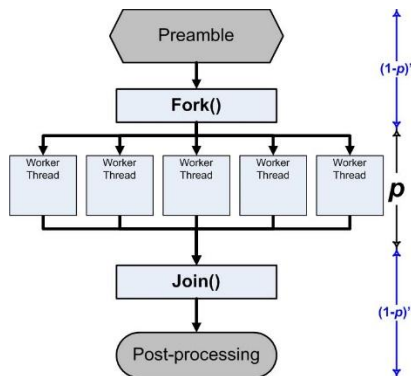 Preamble
(1-p)'
Fork()
Worker Thread
Worker Thread
Worker Thread
Worker Thread
Worker Thread
p
Join()
(1-p)'
Post-processing